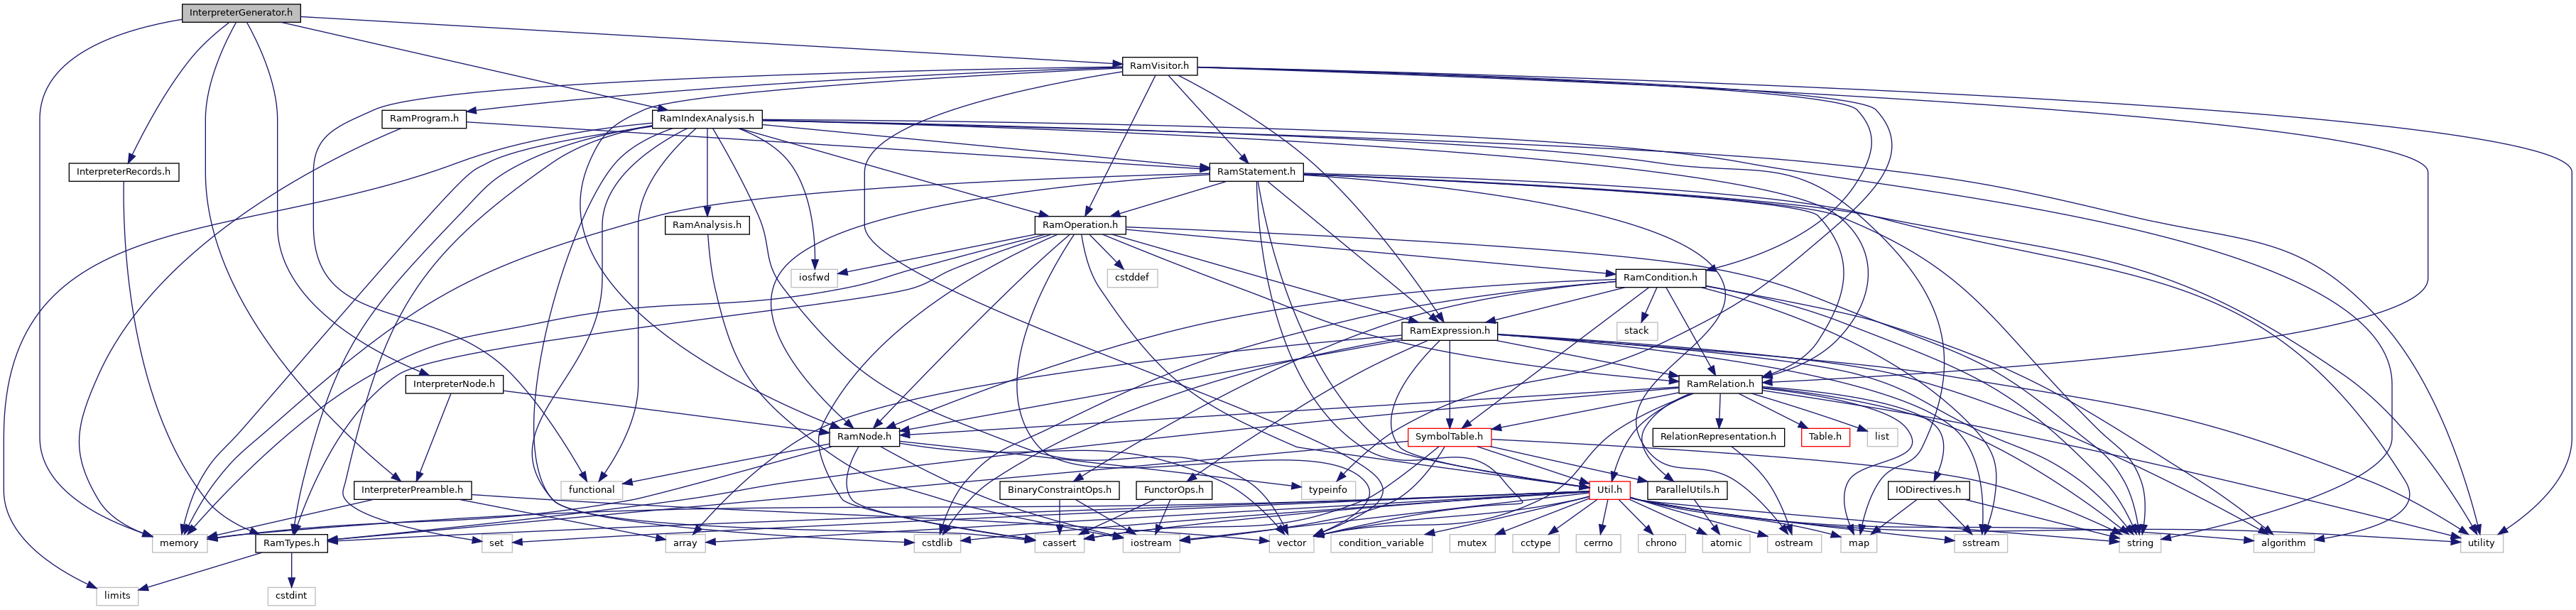 InterpreterGenerator.h
RamVisitor.h
RamProgram.h
RamIndexAnalysis.h
InterpreterRecords.h
RamStatement.h
RamAnalysis.h
RamOperation.h
iosfwd
cstddef
RamCondition.h
stack
RamExpression.h
InterpreterNode.h
RamRelation.h
RamNode.h
SymbolTable.h
RelationRepresentation.h
Table.h
list
InterpreterPreamble.h
functional
BinaryConstraintOps.h
FunctorOps.h
typeinfo
Util.h
ParallelUtils.h
IODirectives.h
memory
RamTypes.h
set
array
cstdlib
cassert
iostream
vector
condition_variable
mutex
cctype
cerrno
chrono
atomic
ostream
map
sstream
string
algorithm
utility
limits
cstdint